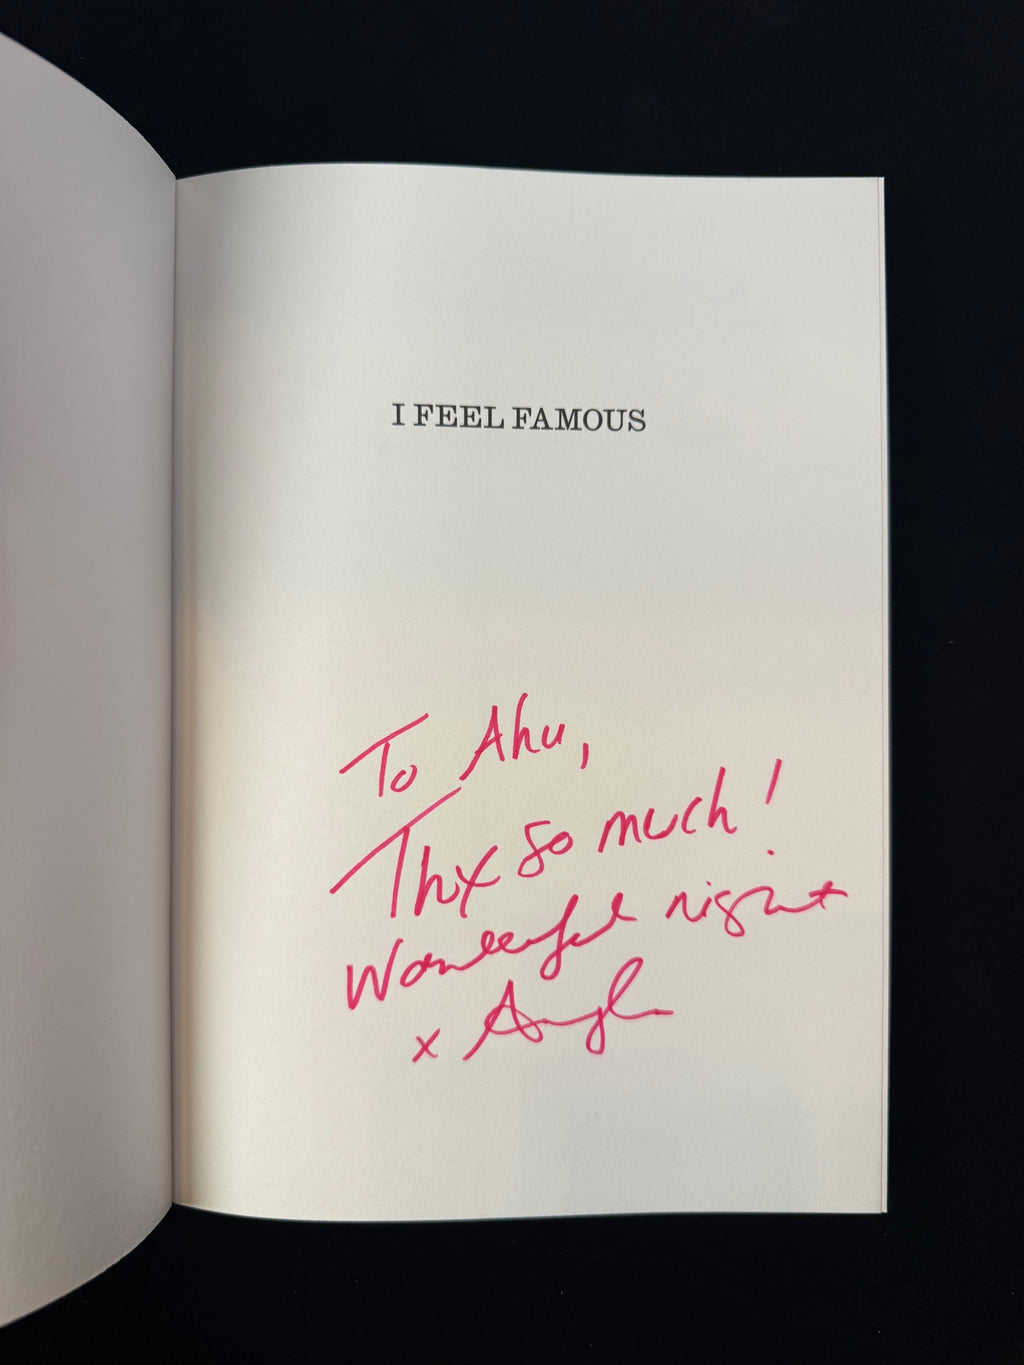 I FEEL FAMOUS
To Ahu,
Thx so much!
Wonderful night
x